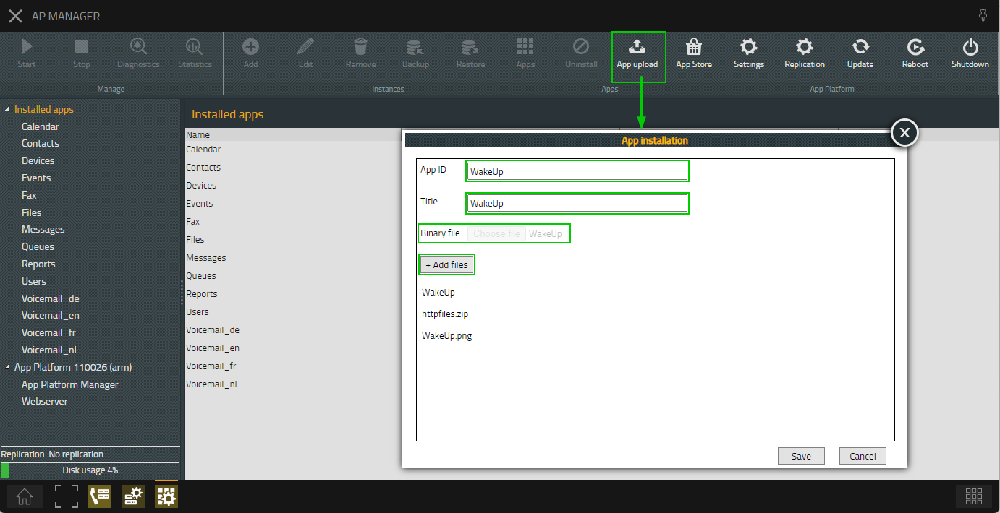 AP MANAGER
Start Stop Diagnostics Statistics Add Edit Remove Backup Restore Apps Uninstall App upload App Store Settings Replication Update Reboot Shutdown
Manage Instances Apps App Platform
Installed apps
Calendar
Contacts
Devices
Events
Fax
Files
Messages
Queues
Reports
Users
Voicemail_de
Voicemail_en
Voicemail_fr
Voicemail_nl
App Platform 110026 (arm)
App Platform Manager
Webserver
Replication: No replication
Disk usage 4%
Installed apps
Name
Calendar
Contacts
Devices
Events
Fax
Files
Messages
Queues
Reports
Users
Voicemail_de
Voicemail_en
Voicemail_fr
Voicemail_nl
App installation
X
App ID WakeUp
Title WakeUp
Binary file Choose file WakeUp
+ Add files
WakeUp
httpfiles.zip
WakeUp.png
Save Cancel